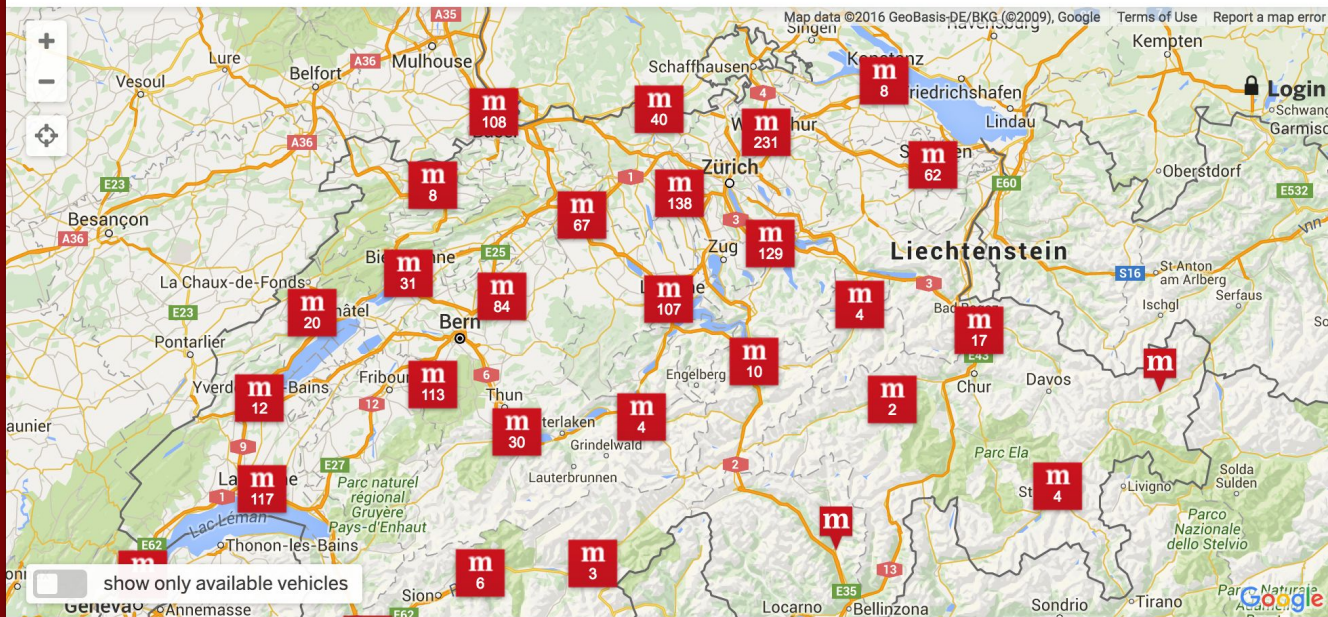 A35
Map data ©2016 GeoBasis-DE/BKG (©2009), Google Terms of Use Report a map error
Singen
Kempten
+
−
Lure
Mulhouse
A36
Vesoul
Belfort
Schaffhausen
Konstanz
m
8
Friedrichshafen
Login
m
108
m
40
4
m
231
Lindau
A36
E23
m
8
1
Zürich
m
138
m
62
E60
Oberstdorf
E532
Besançon
A36
m
67
3
Zug
m
129
Liechtenstein
E25
m
31
La Chaux-de-Fonds
m
84
m
107
m
4
3
S16
St Anton
am Arlberg
Ischgl
Serfaus
E23
m
20
Bern
m
17
E43
Pontarlier
m
10
Engelberg
Chur
Davos
m
m
12
m
113
6
Thun
12
m
2
m
30
m
4
Grindelwald
9
Lauterbrunnen
2
Parc Ela
m
117
1
E27
Parc naturel
régional
Gruyère
Pays-d'Enhaut
m
4
Livigno
Solda
Sulden
Lac Léman
m
Parco
Nazionale
dello Stelvio
E62
Thonon-les-Bains
m
m
6
m
3
13
show only available vehicles
Sion
E35
Geneva
Annemasse
E62
Locarno
Bellinzona
Sondrio
Tirano
Google